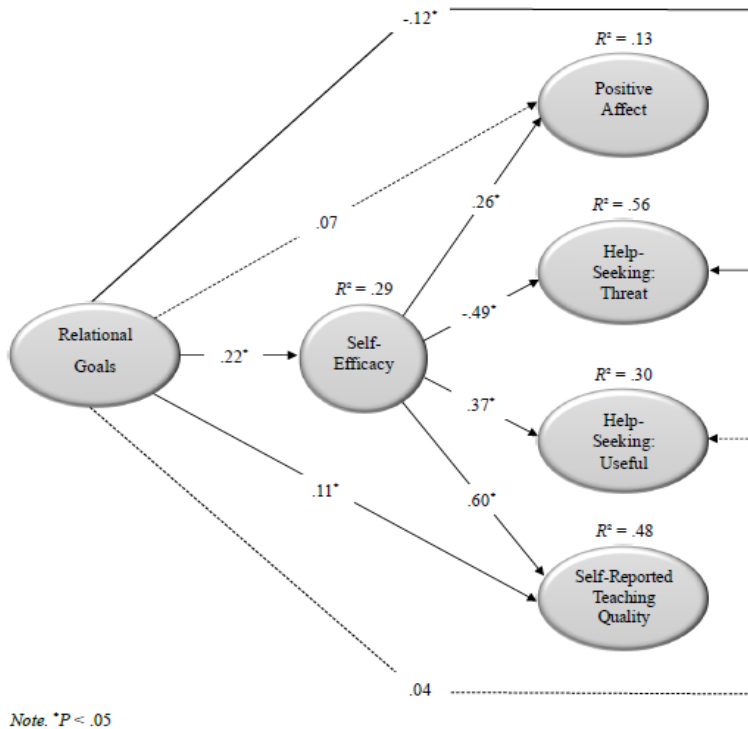 -.12*
R² = .13
Positive
Affect
.26*
.07
R² = .56
Help-
Seeking:
Threat
R² = .29
Relational
Goals
.22*
Self-
Efficacy
-.49*
R² = .30
.37*
Help-
Seeking:
Useful
.11*
.60*
R² = .48
Self-Reported
Teaching
Quality
.04
Note. *P < .05